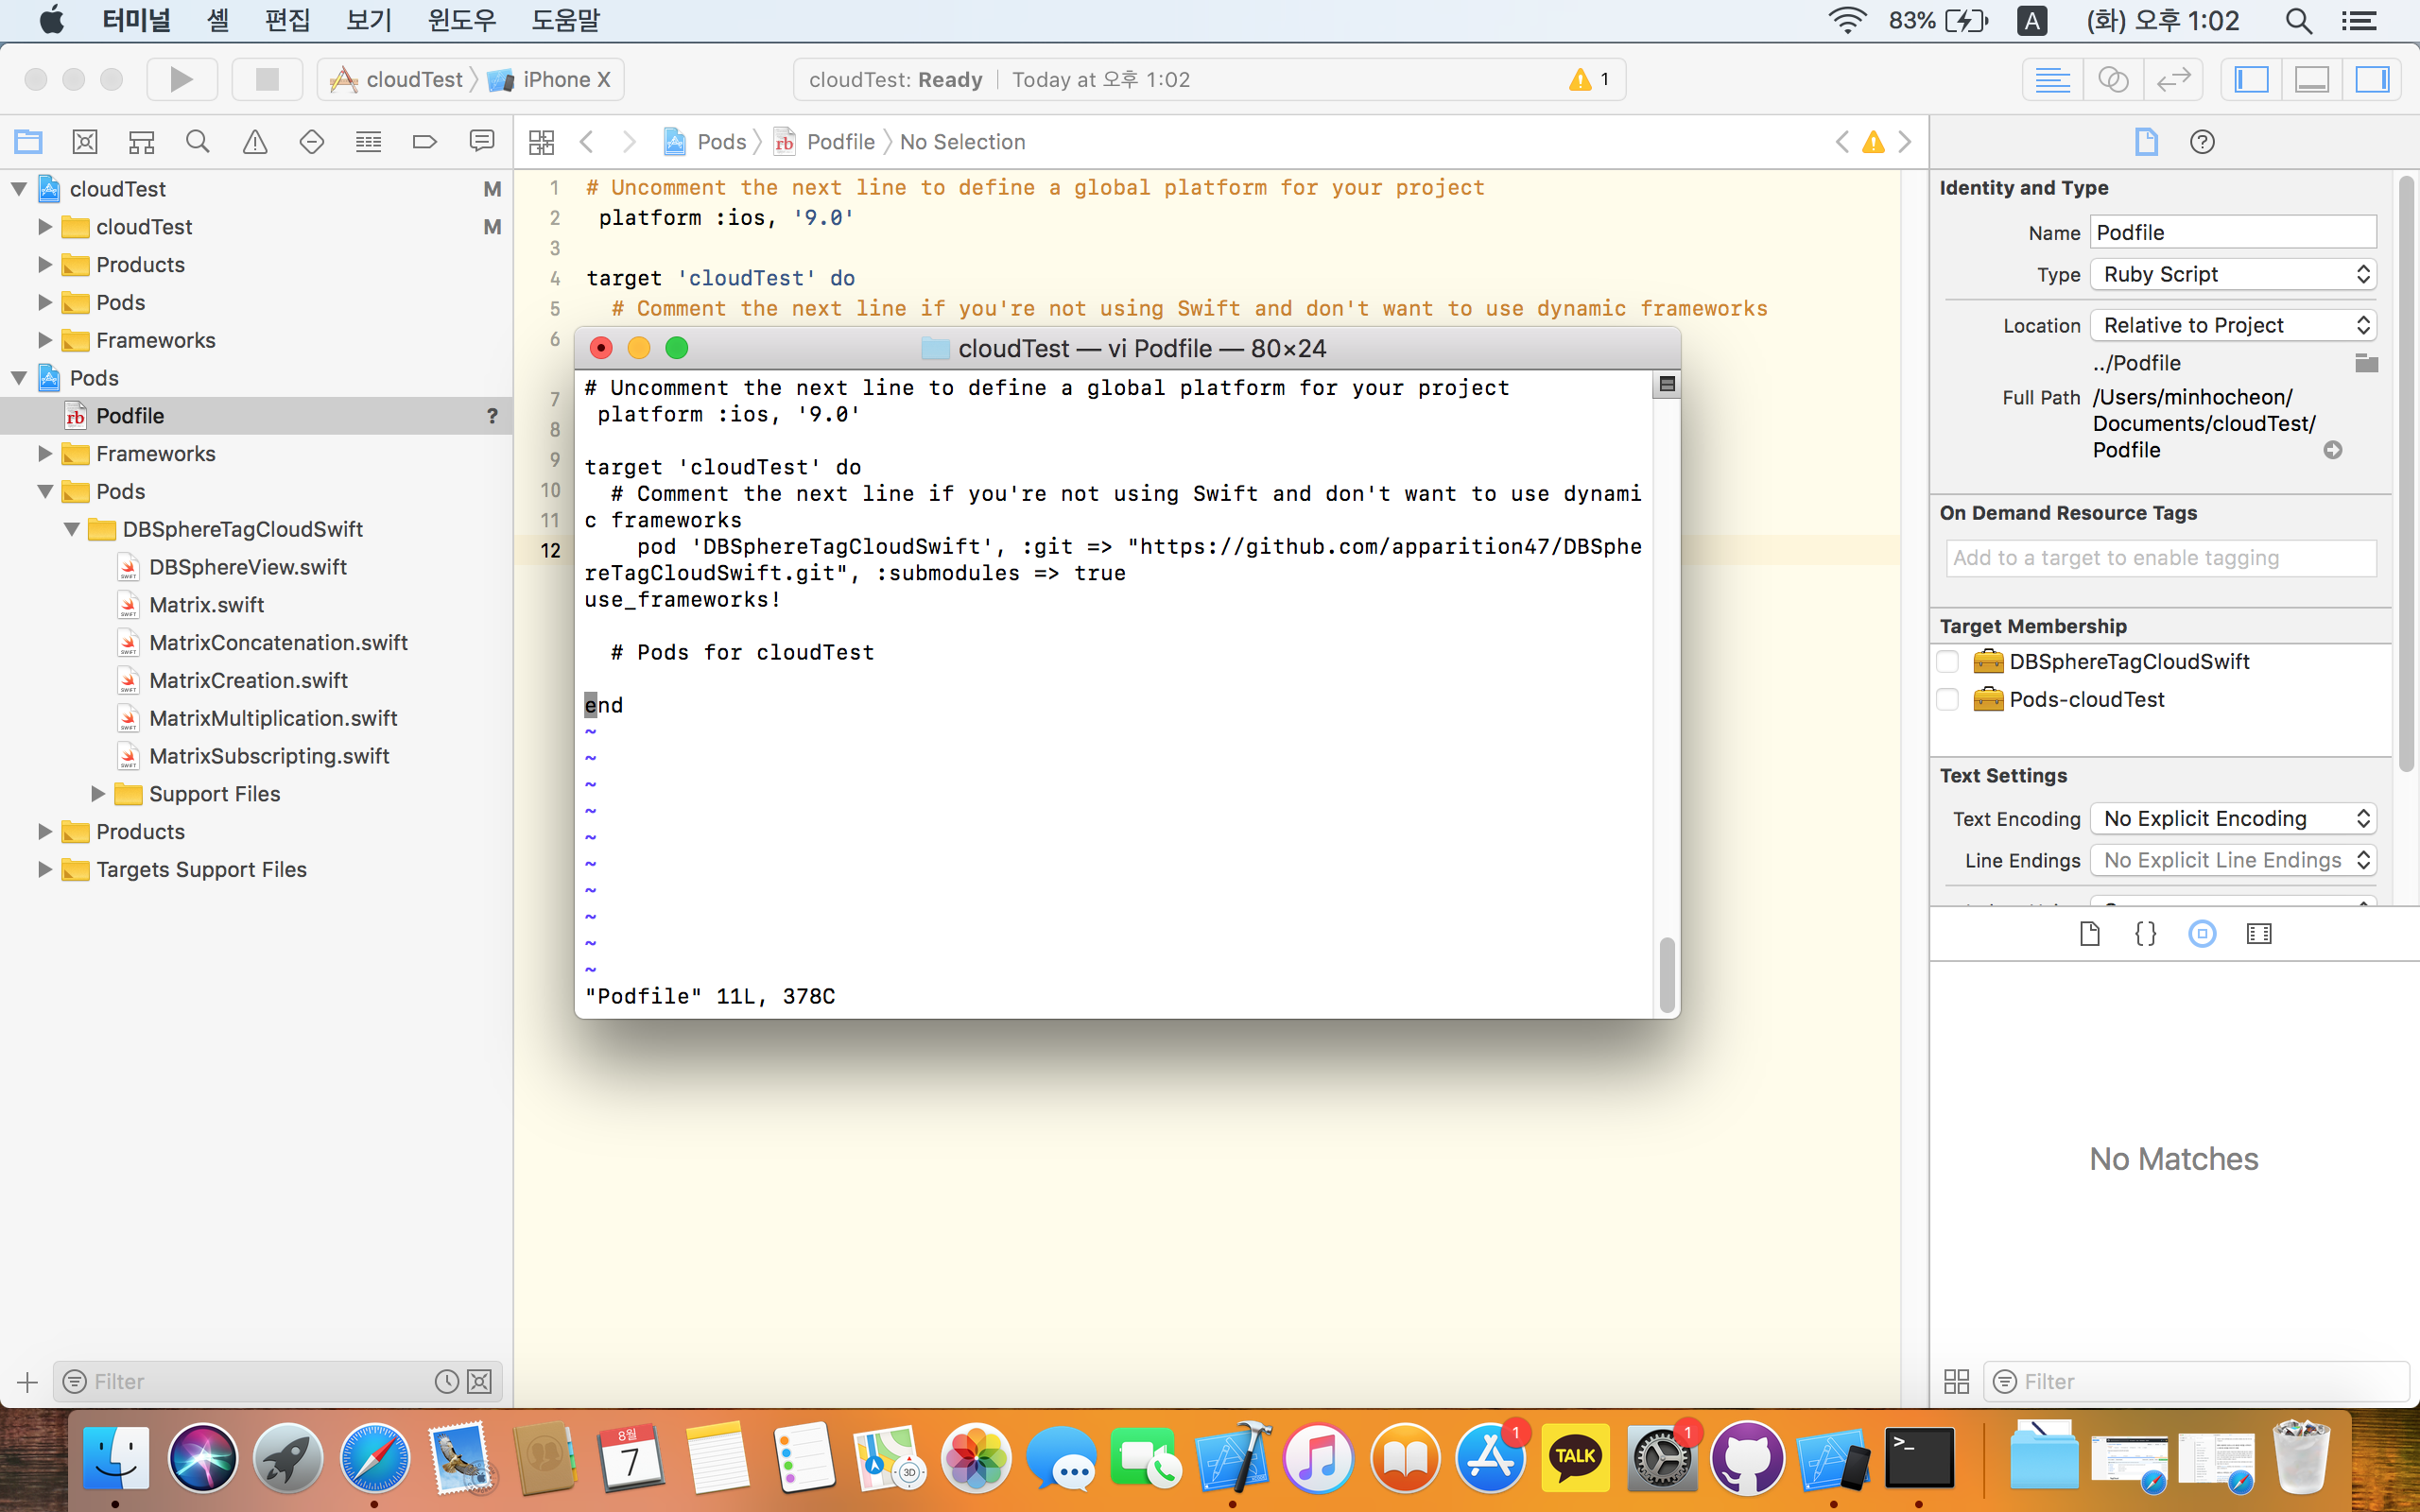 터미널 셸 편집 보기 윈도우 도움말 83% A (화) 오후 1:02
cloudTest iPhone X cloudTest: Ready Today at 오후 1:02 1
Pods Podfile No Selection
cloudTest M
cloudTest M
Products
Pods
Frameworks
Pods
rb Podfile ?
Frameworks
Pods
DBSphereTagCloudSwift
DBSphereView.swift
Matrix.swift
MatrixConcatenation.swift
MatrixCreation.swift
MatrixMultiplication.swift
MatrixSubscripting.swift
Support Files
Products
Targets Support Files
Filter
1 # Uncomment the next line to define a global platform for your project
2 platform :ios, '9.0'
3
4 target 'cloudTest' do
5 # Comment the next line if you're not using Swift and don't want to use dynamic frameworks
6
7
8
9
10
11
12
cloudTest — vi Podfile — 80×24
# Uncomment the next line to define a global platform for your project
platform :ios, '9.0'
target 'cloudTest' do
# Comment the next line if you're not using Swift and don't want to use dynami
c frameworks
pod 'DBSphereTagCloudSwift', :git => "https://github.com/apparition47/DBSphe
reTagCloudSwift.git", :submodules => true
use_frameworks!
# Pods for cloudTest
end
~
~
~
~
~
~
~
~
~
~
"Podfile" 11L, 378C
Identity and Type
Name Podfile
Type Ruby Script
Location Relative to Project
../Podfile
Full Path /Users/minhocheon/
Documents/cloudTest/
Podfile
On Demand Resource Tags
Add to a target to enable tagging
Target Membership
DBSphereTagCloudSwift
Pods-cloudTest
Text Settings
Text Encoding No Explicit Encoding
Line Endings No Explicit Line Endings
{}
No Matches
Filter
8월
7
3D
1
TALK
1
>_